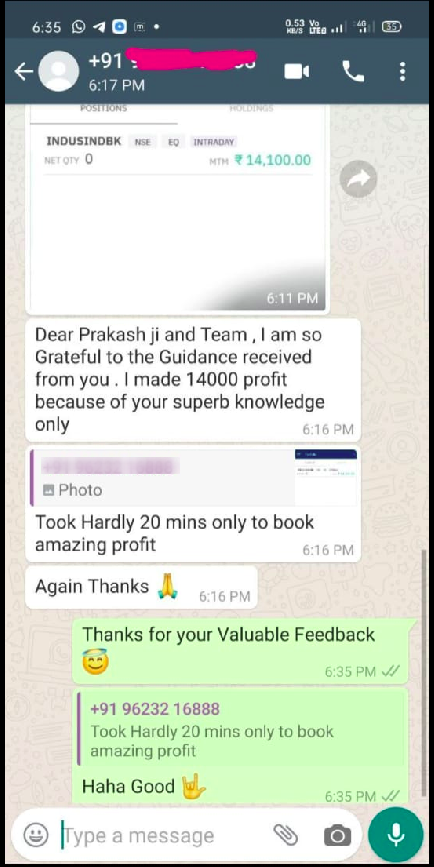 6:35
0.53 KB/S Vo LTE 4G 35
+91 9
6:17 PM
POSITIONS HOLDINGS
INDUSINDBK NSE EQ INTRADAY
NET QTY 0 MTM ₹ 14,100.00
6:11 PM
Dear Prakash ji and Team , I am so
Grateful to the Guidance received
from you . I made 14000 profit
because of your superb knowledge
only
6:16 PM
Photo
Took Hardly 20 mins only to book
amazing profit
6:16 PM
Again Thanks 🙏
6:16 PM
Thanks for your Valuable Feedback
😇
6:35 PM
+91 96232 16888
Took Hardly 20 mins only to book
amazing profit
Haha Good 🤟
6:35 PM
Type a message